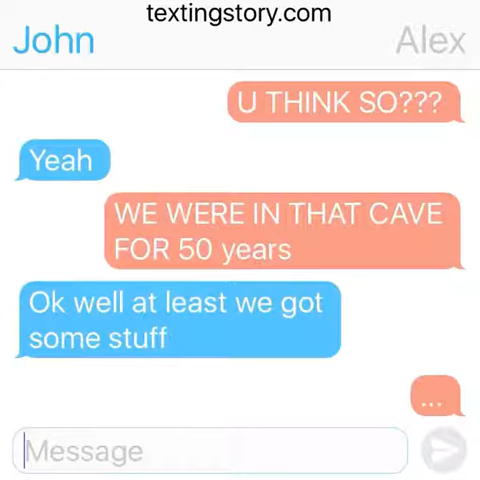 textingstory.com
John
Alex
U THINK SO???
Yeah
WE WERE IN THAT CAVE
FOR 50 years
Ok well at least we got
some stuff
...
Message